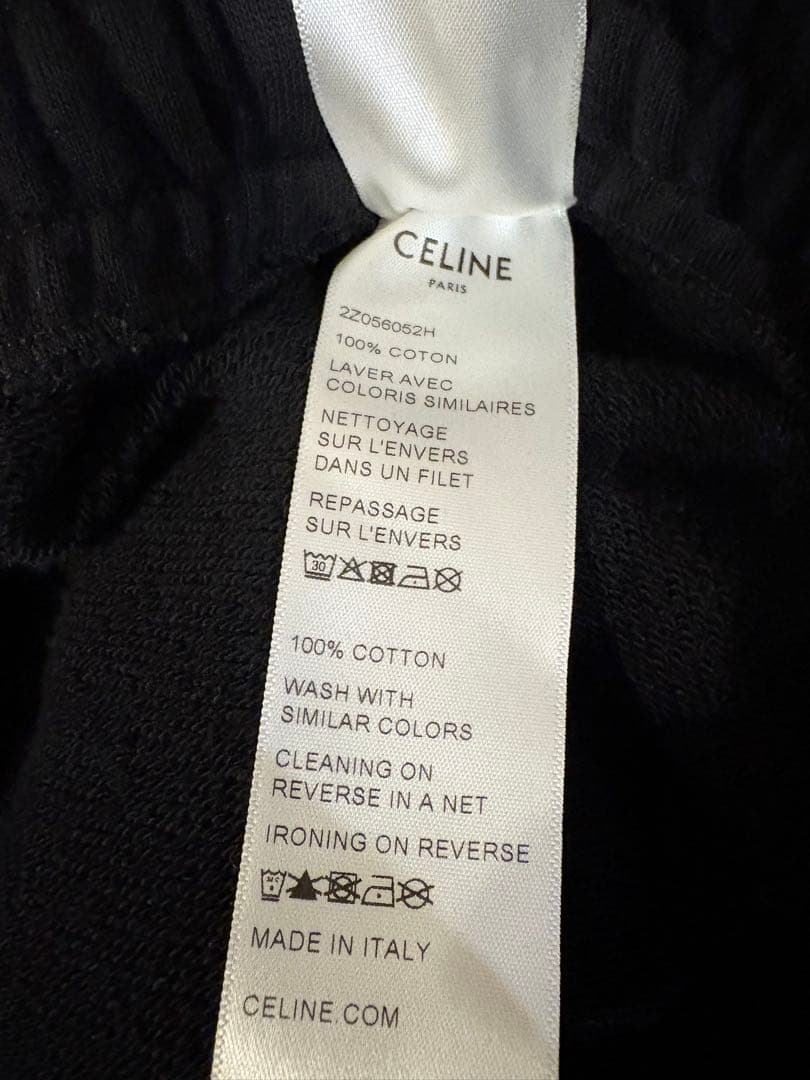 CELINE
PARIS
2Z056052H
100% COTON
LAVER AVEC
COLORIS SIMILAIRES
NETTOYAGE
SUR L'ENVERS
DANS UN FILET
REPASSAGE
SUR L'ENVERS
30
100% COTTON
WASH WITH
SIMILAR COLORS
CLEANING ON
REVERSE IN A NET
IRONING ON REVERSE
MADE IN ITALY
CELINE.COM